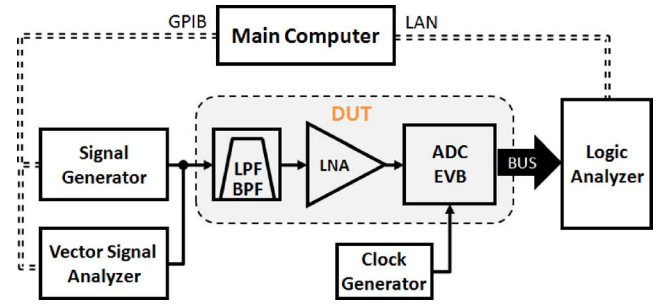 GPIB
Main Computer
LAN
DUT
Signal
Generator
LPF
BPF
LNA
ADC
EVB
BUS
Logic
Analyzer
Vector Signal
Analyzer
Clock
Generator